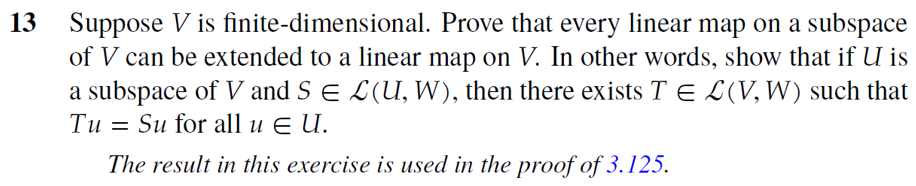 13 Suppose V is finite-dimensional. Prove that every linear map on a subspace
of V can be extended to a linear map on V. In other words, show that if U is
a subspace of V and S ∈ ℒ(U, W), then there exists T ∈ ℒ(V, W) such that
Tu = Su for all u ∈ U.
The result in this exercise is used in the proof of 3.125.